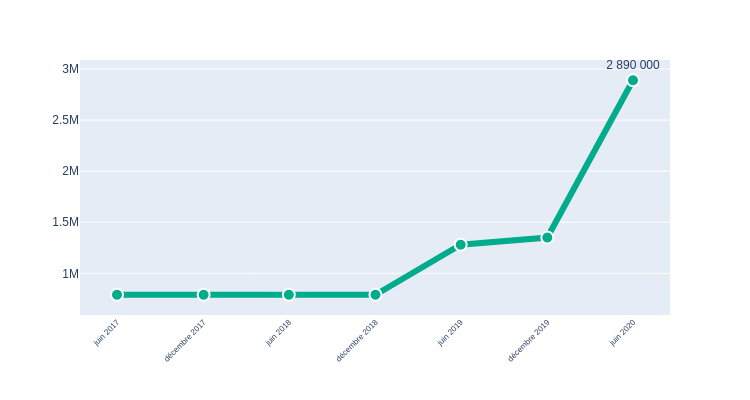 2 890 000
3M
2.5M
2M
1.5M
1M
juin 2017
décembre 2017
juin 2018
décembre 2018
juin 2019
décembre 2019
juin 2020